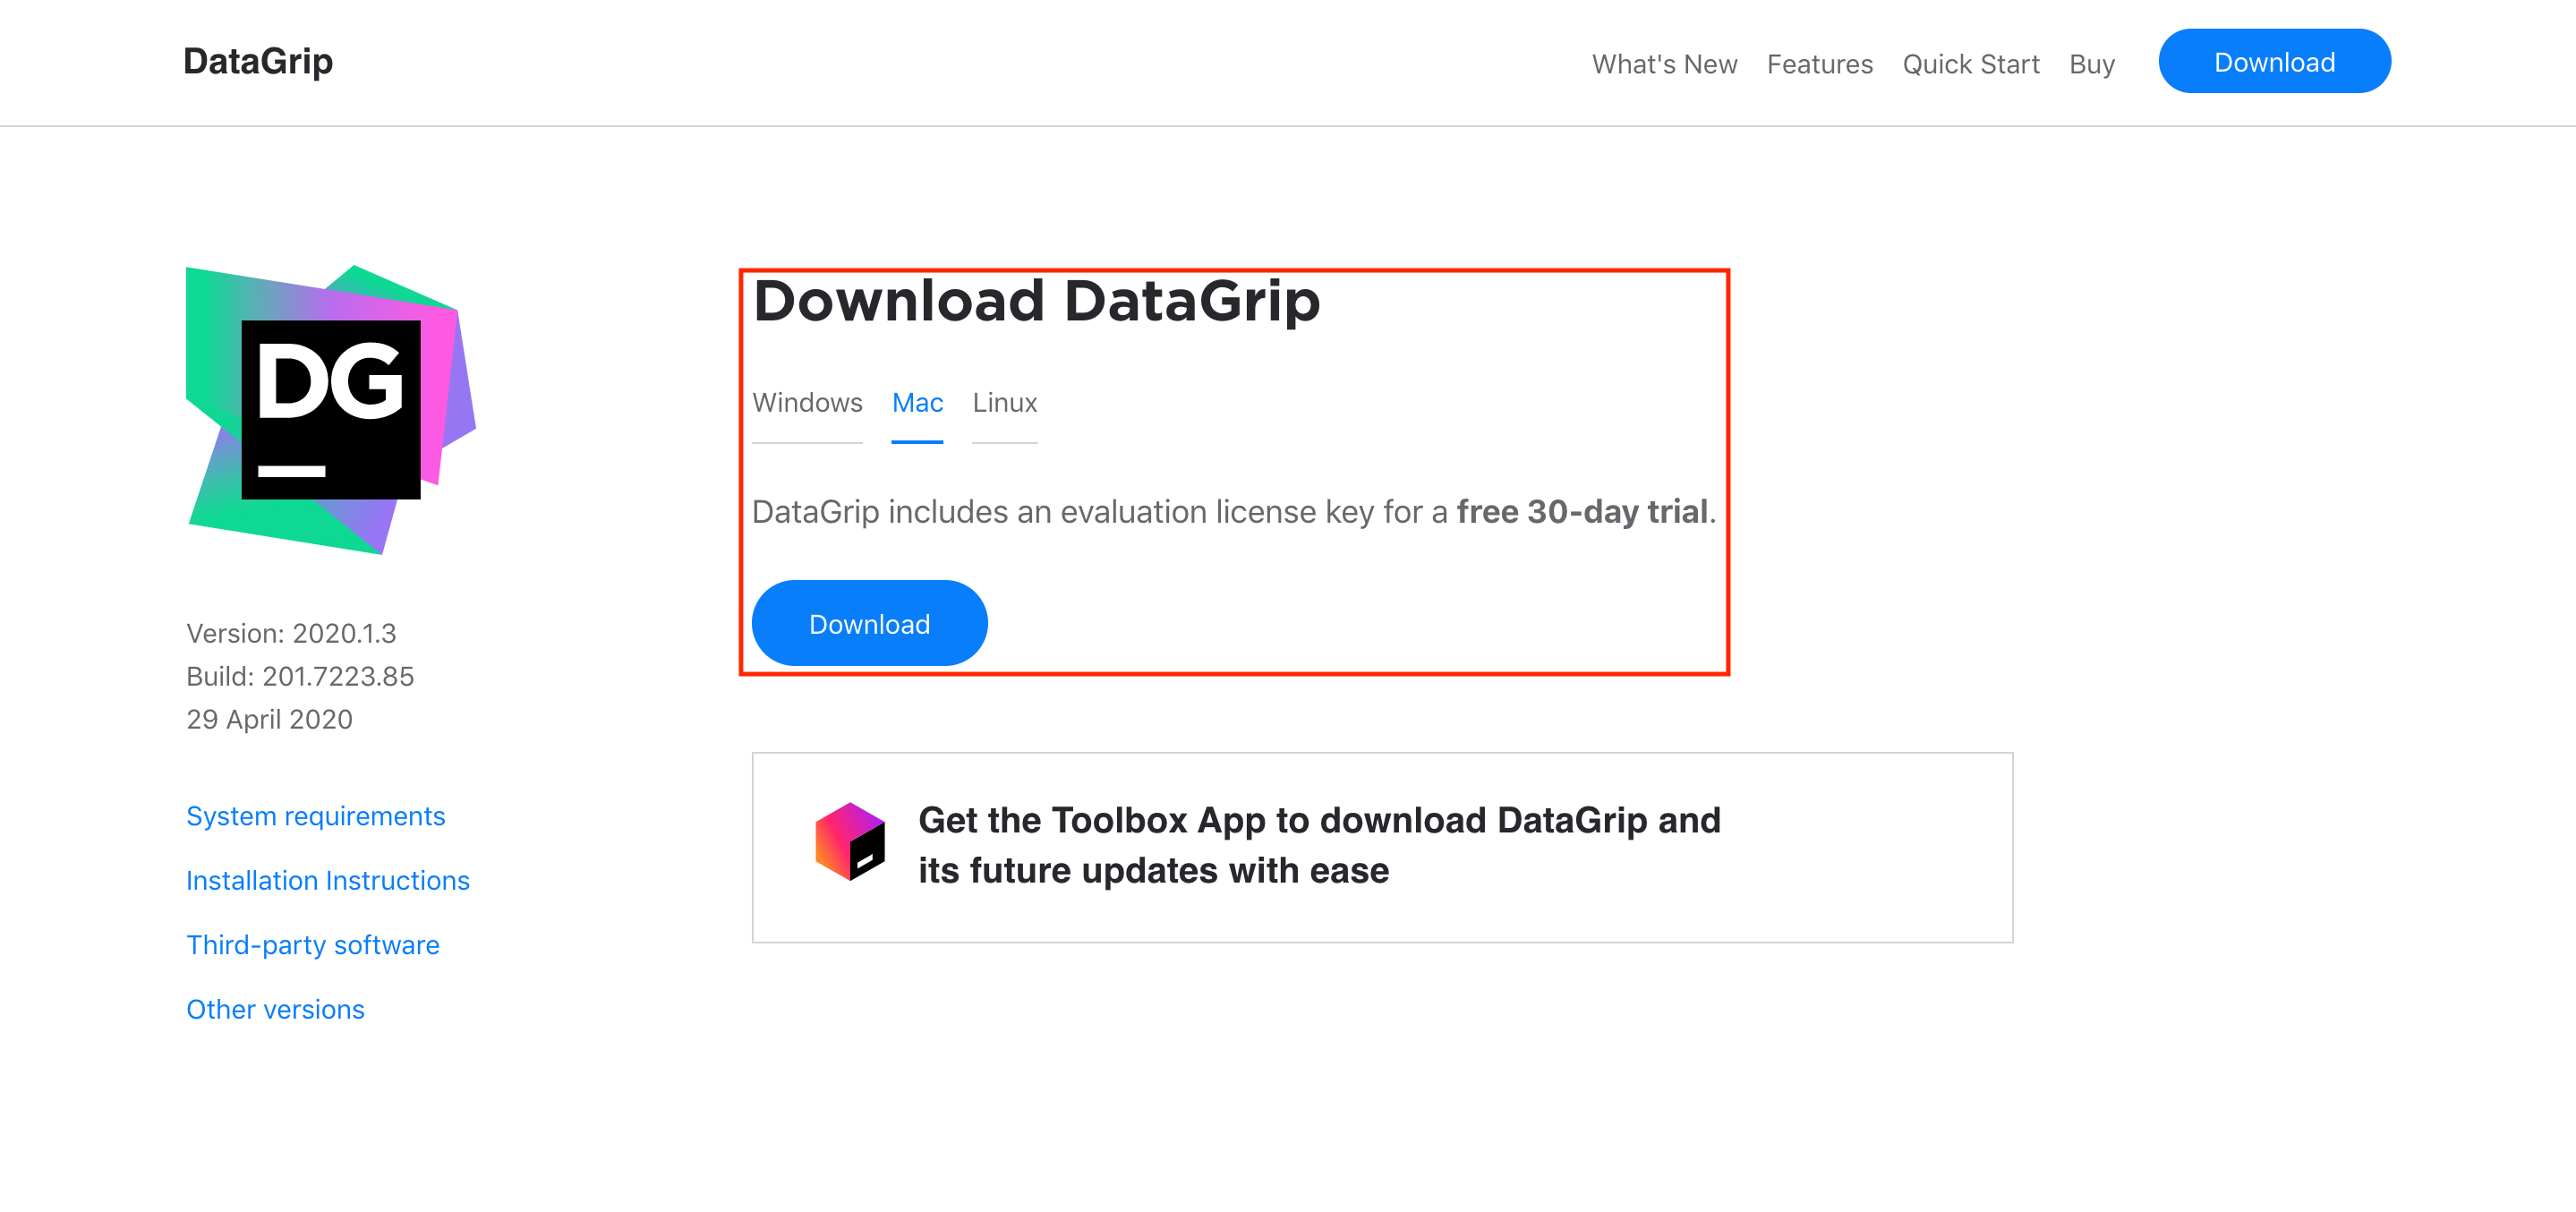 DataGrip
What's New Features Quick Start Buy Download
DG
Version: 2020.1.3
Build: 201.7223.85
29 April 2020
System requirements
Installation Instructions
Third-party software
Other versions
Download DataGrip
Windows Mac Linux
DataGrip includes an evaluation license key for a free 30-day trial.
Download
Get the Toolbox App to download DataGrip and
its future updates with ease